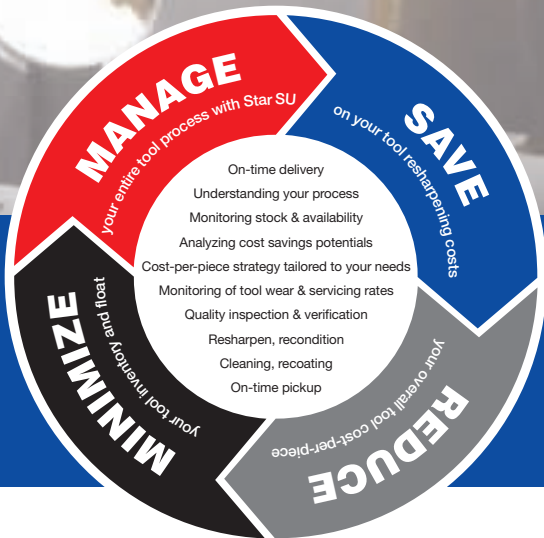 MANAGE
your entire tool process with Star SU
SAVE
on your tool resharpening costs
REDUCE
your overall tool cost-per-piece
MINIMIZE
your tool inventory and float
On-time delivery
Understanding your process
Monitoring stock & availability
Analyzing cost savings potentials
Cost-per-piece strategy tailored to your needs
Monitoring of tool wear & servicing rates
Quality inspection & verification
Resharpen, recondition
Cleaning, recoating
On-time pickup